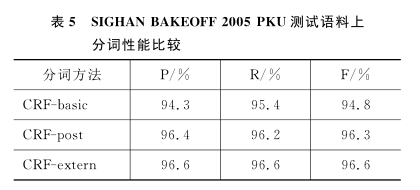 表 5 SIGHAN BAKEOFF 2005 PKU 测试语料上
分词性能比较
分词方法 P/% R/% F/%
CRF-basic 94.3 95.4 94.8
CRF-post 96.4 96.2 96.3
CRF-extern 96.6 96.6 96.6